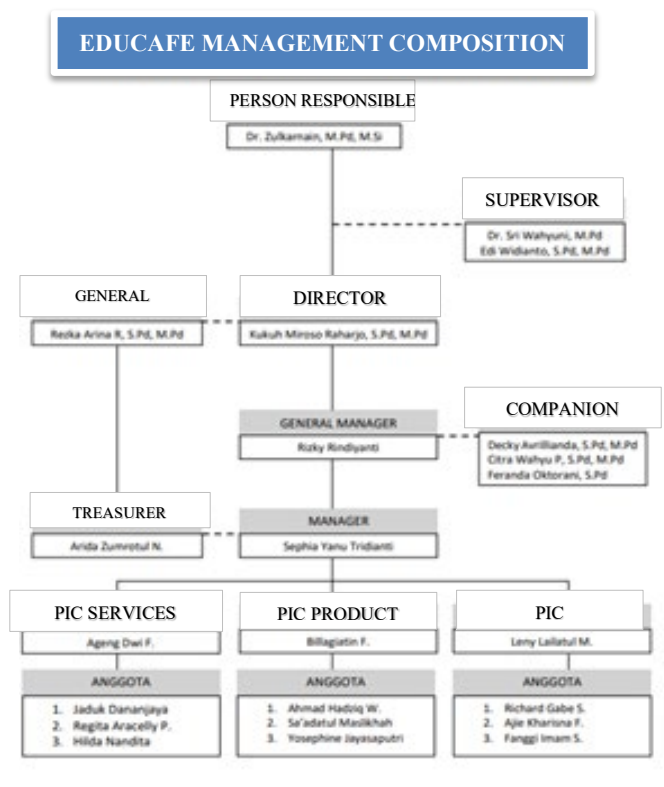 EDUCAFE MANAGEMENT COMPOSITION
PERSON RESPONSIBLE
Dr. Zulkarnain, M.Pd, M.Si
SUPERVISOR
Dr. Sri Wahyuni, M.Pd
Edi Widianto, S.Pd, M.Pd
GENERAL
Rezka Arina R, S.Pd, M.Pd
DIRECTOR
Kukuh Miroso Raharjo, S.Pd, M.Pd
GENERAL MANAGER
Rizky Rindiyanti
COMPANION
Decky Avrillianda, S.Pd, M.Pd
Citra Wahyu P, S.Pd, M.Pd
Feranda Oktorani, S.Pd
TREASURER
Arida Zumrotul N.
MANAGER
Sephia Yanu Tridianti
PIC SERVICES
Ageng Dwi F.
PIC PRODUCT
Billagiatin F.
PIC
Leny Lailatul M.
ANGGOTA
1. Jaduk Dananjaya
2. Regita Aracelly P.
3. Hilda Nandita
ANGGOTA
1. Ahmad Hadziq W.
2. Sa'adatul Maslikhah
3. Yosephine Jayasaputri
ANGGOTA
1. Richard Gabe S.
2. Ajie Kharisna F.
3. Fanggi Imam S.